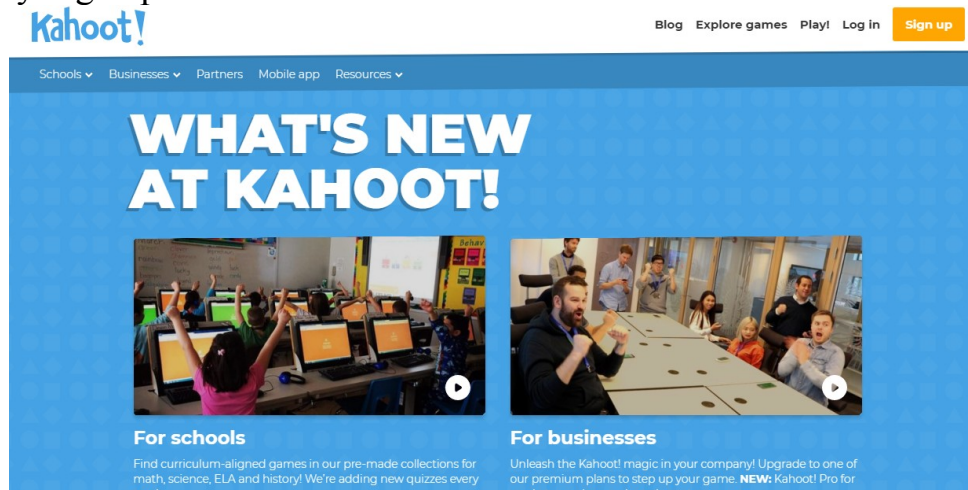 Kahoot!
Blog Explore games Play! Log in Sign up
Schools Businesses Partners Mobile app Resources
WHAT'S NEW
AT KAHOOT!
For schools
Find curriculum-aligned games in our pre-made collections for
math, science, ELA and history! We're adding new quizzes every
For businesses
Unleash the Kahoot! magic in your company! Upgrade to one of
our premium plans to step up your game. NEW: Kahoot! Pro for